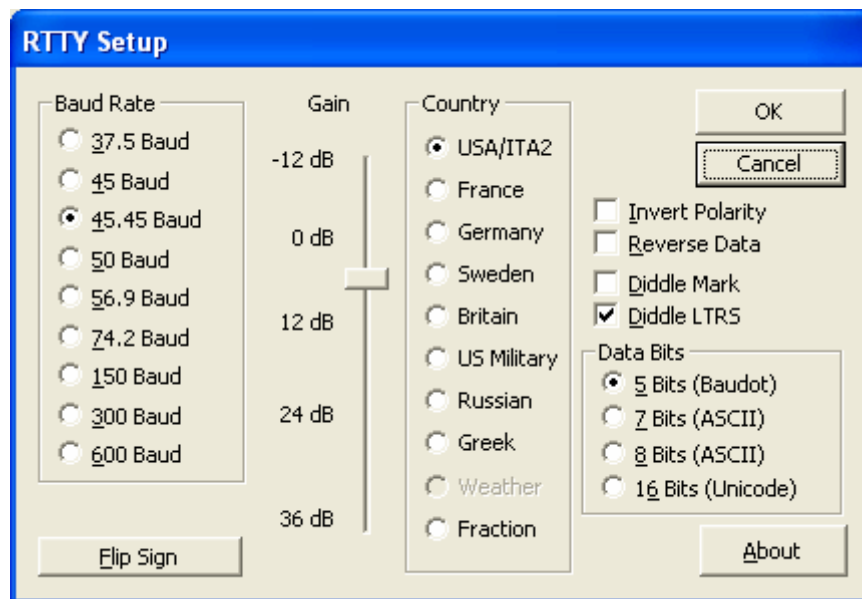 RTTY Setup
Baud Rate
37.5 Baud
45 Baud
45.45 Baud
50 Baud
56.9 Baud
74.2 Baud
150 Baud
300 Baud
600 Baud
Flip Sign
Gain
-12 dB
0 dB
12 dB
24 dB
36 dB
Country
USA/ITA2
France
Germany
Sweden
Britain
US Military
Russian
Greek
Weather
Fraction
OK
Cancel
Invert Polarity
Reverse Data
Diddle Mark
Diddle LTRS
Data Bits
5 Bits (Baudot)
7 Bits (ASCII)
8 Bits (ASCII)
16 Bits (Unicode)
About